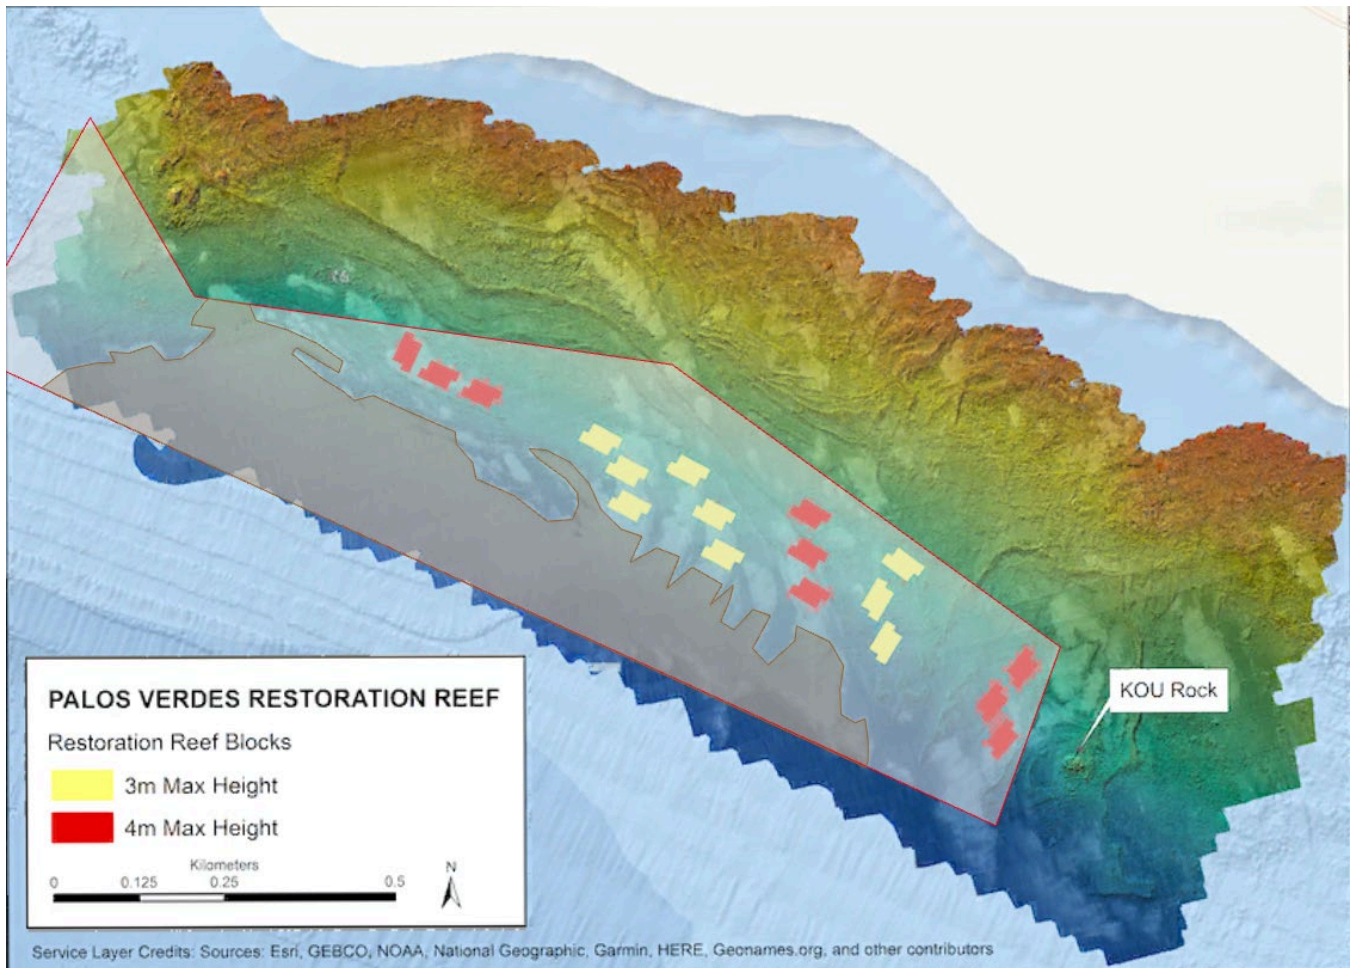 KOU Rock
PALOS VERDES RESTORATION REEF
Restoration Reef Blocks
3m Max Height
4m Max Height
Kilometers
0 0.125 0.25 0.5
N
Service Layer Credits: Sources: Esri, GEBCO, NOAA, National Geographic, Garmin, HERE, Geonames.org, and other contributors